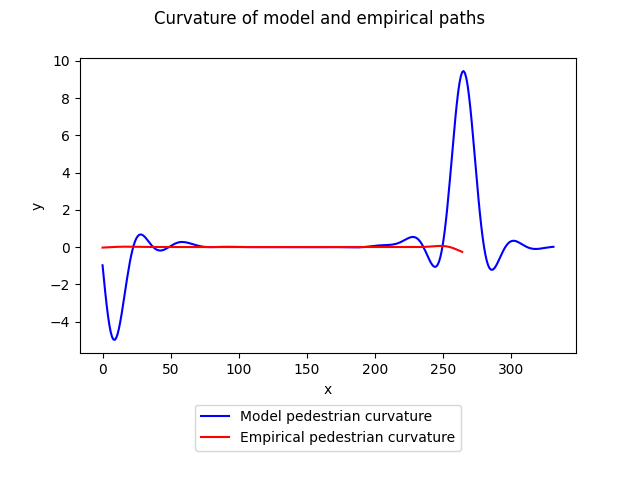 Curvature of model and empirical paths
10
8
6
4
2
0
−2
−4
y
0 50 100 150 200 250 300
x
Model pedestrian curvature
Empirical pedestrian curvature